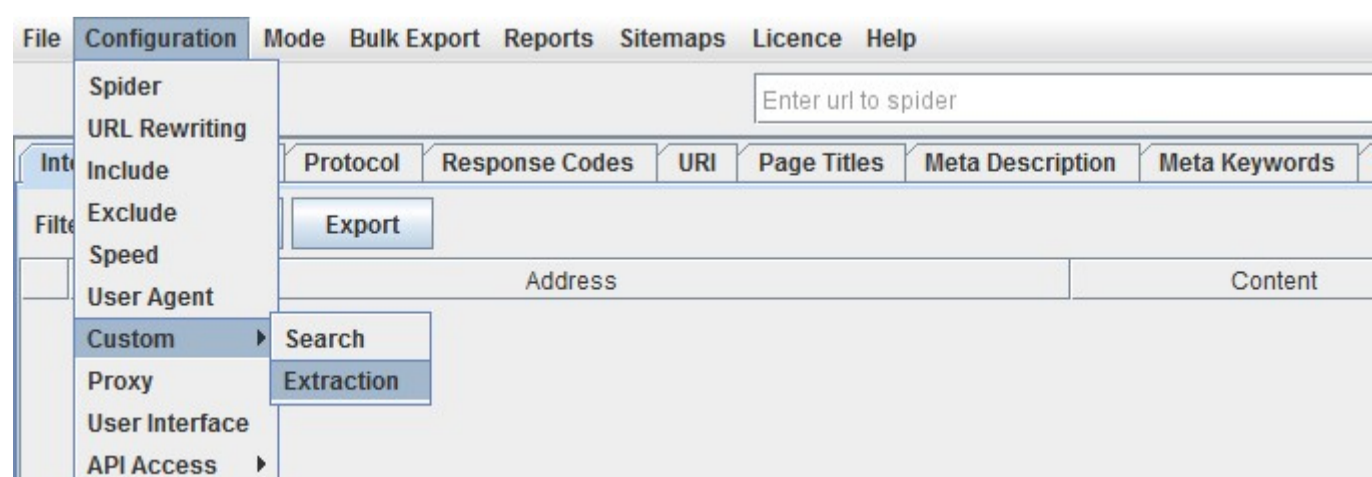 File Configuration Mode Bulk Export Reports Sitemaps Licence Help
Spider
Enter url to spider
URL Rewriting
Protocol Response Codes URI Page Titles Meta Description Meta Keywords
Include
Exclude
Export
Speed
Address Content
User Agent
Custom Search
Proxy Extraction
User Interface
API Access